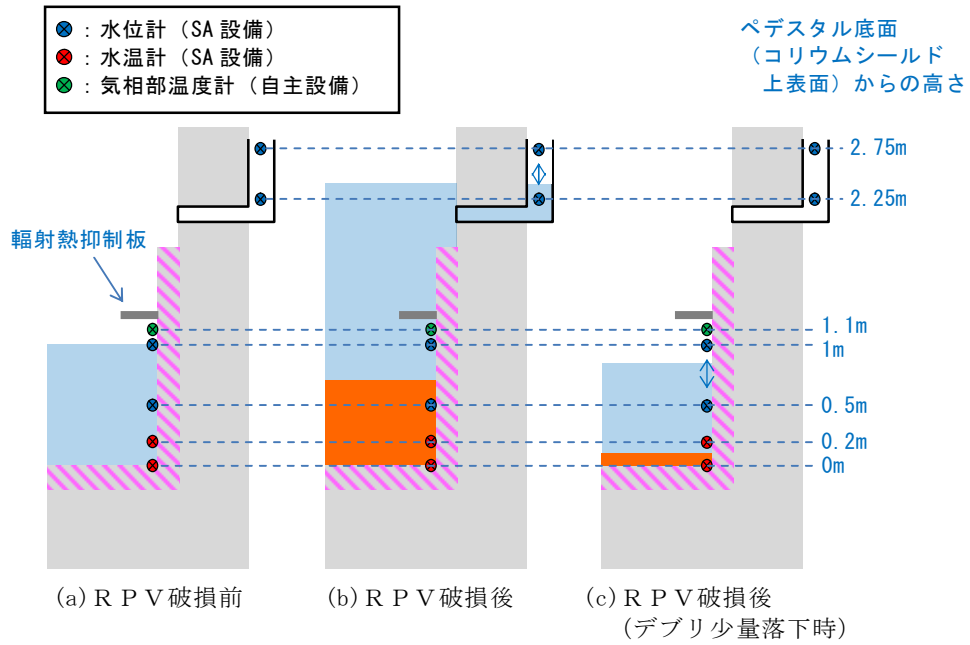 ：水位計（SA 設備）
：水温計（SA 設備）
：気相部温度計（自主設備）
ペデスタル底面
（コリウムシールド
上表面）からの高さ
2.75m
2.25m
輻射熱抑制板
1.1m
1m
0.5m
0.2m
0m
(a) ＲＰＶ破損前
(b) ＲＰＶ破損後
(c) ＲＰＶ破損後
（デブリ少量落下時）